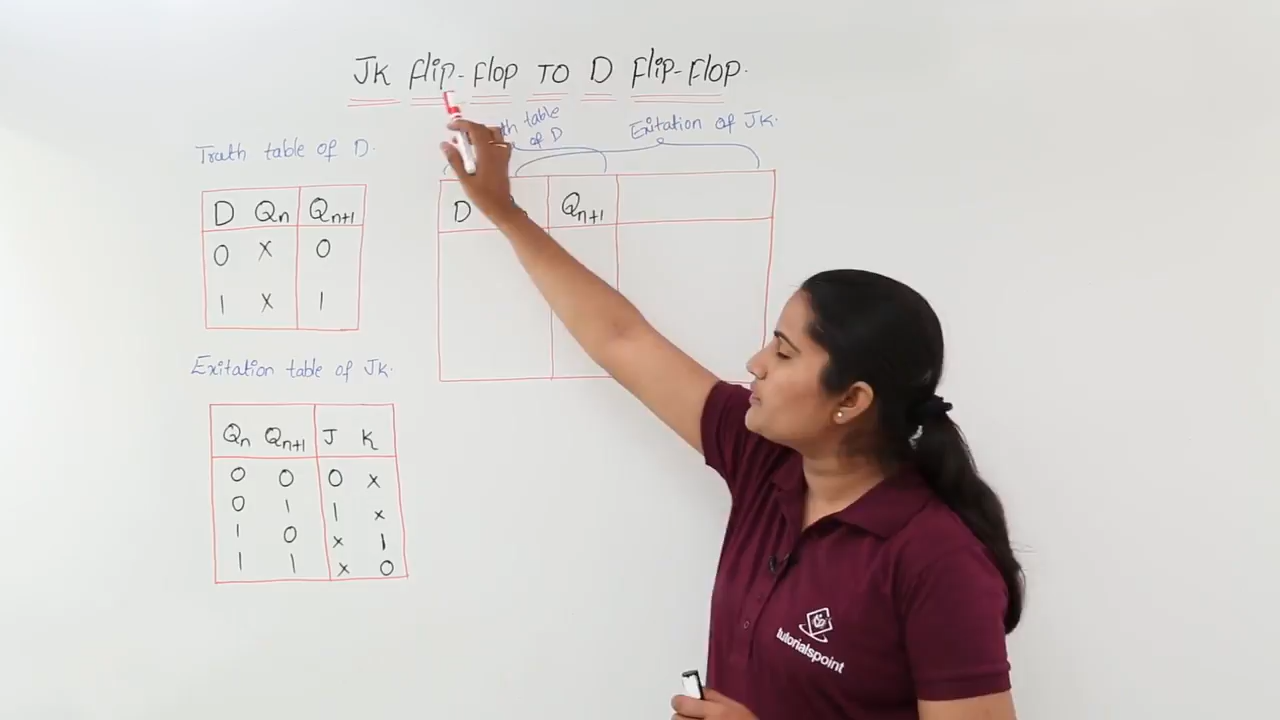 JK flip-flop TO D flip-flop.
Truth table of D.
D Qn Qn+1
0 x 0
1 x 1
table
of D
Exitation of JK.
D Qn+1
Exitation table of JK.
Qn Qn+1 J K
0 0 0 x
0 1 1 x
1 0 x 1
1 1 x 0
tutorialspoint